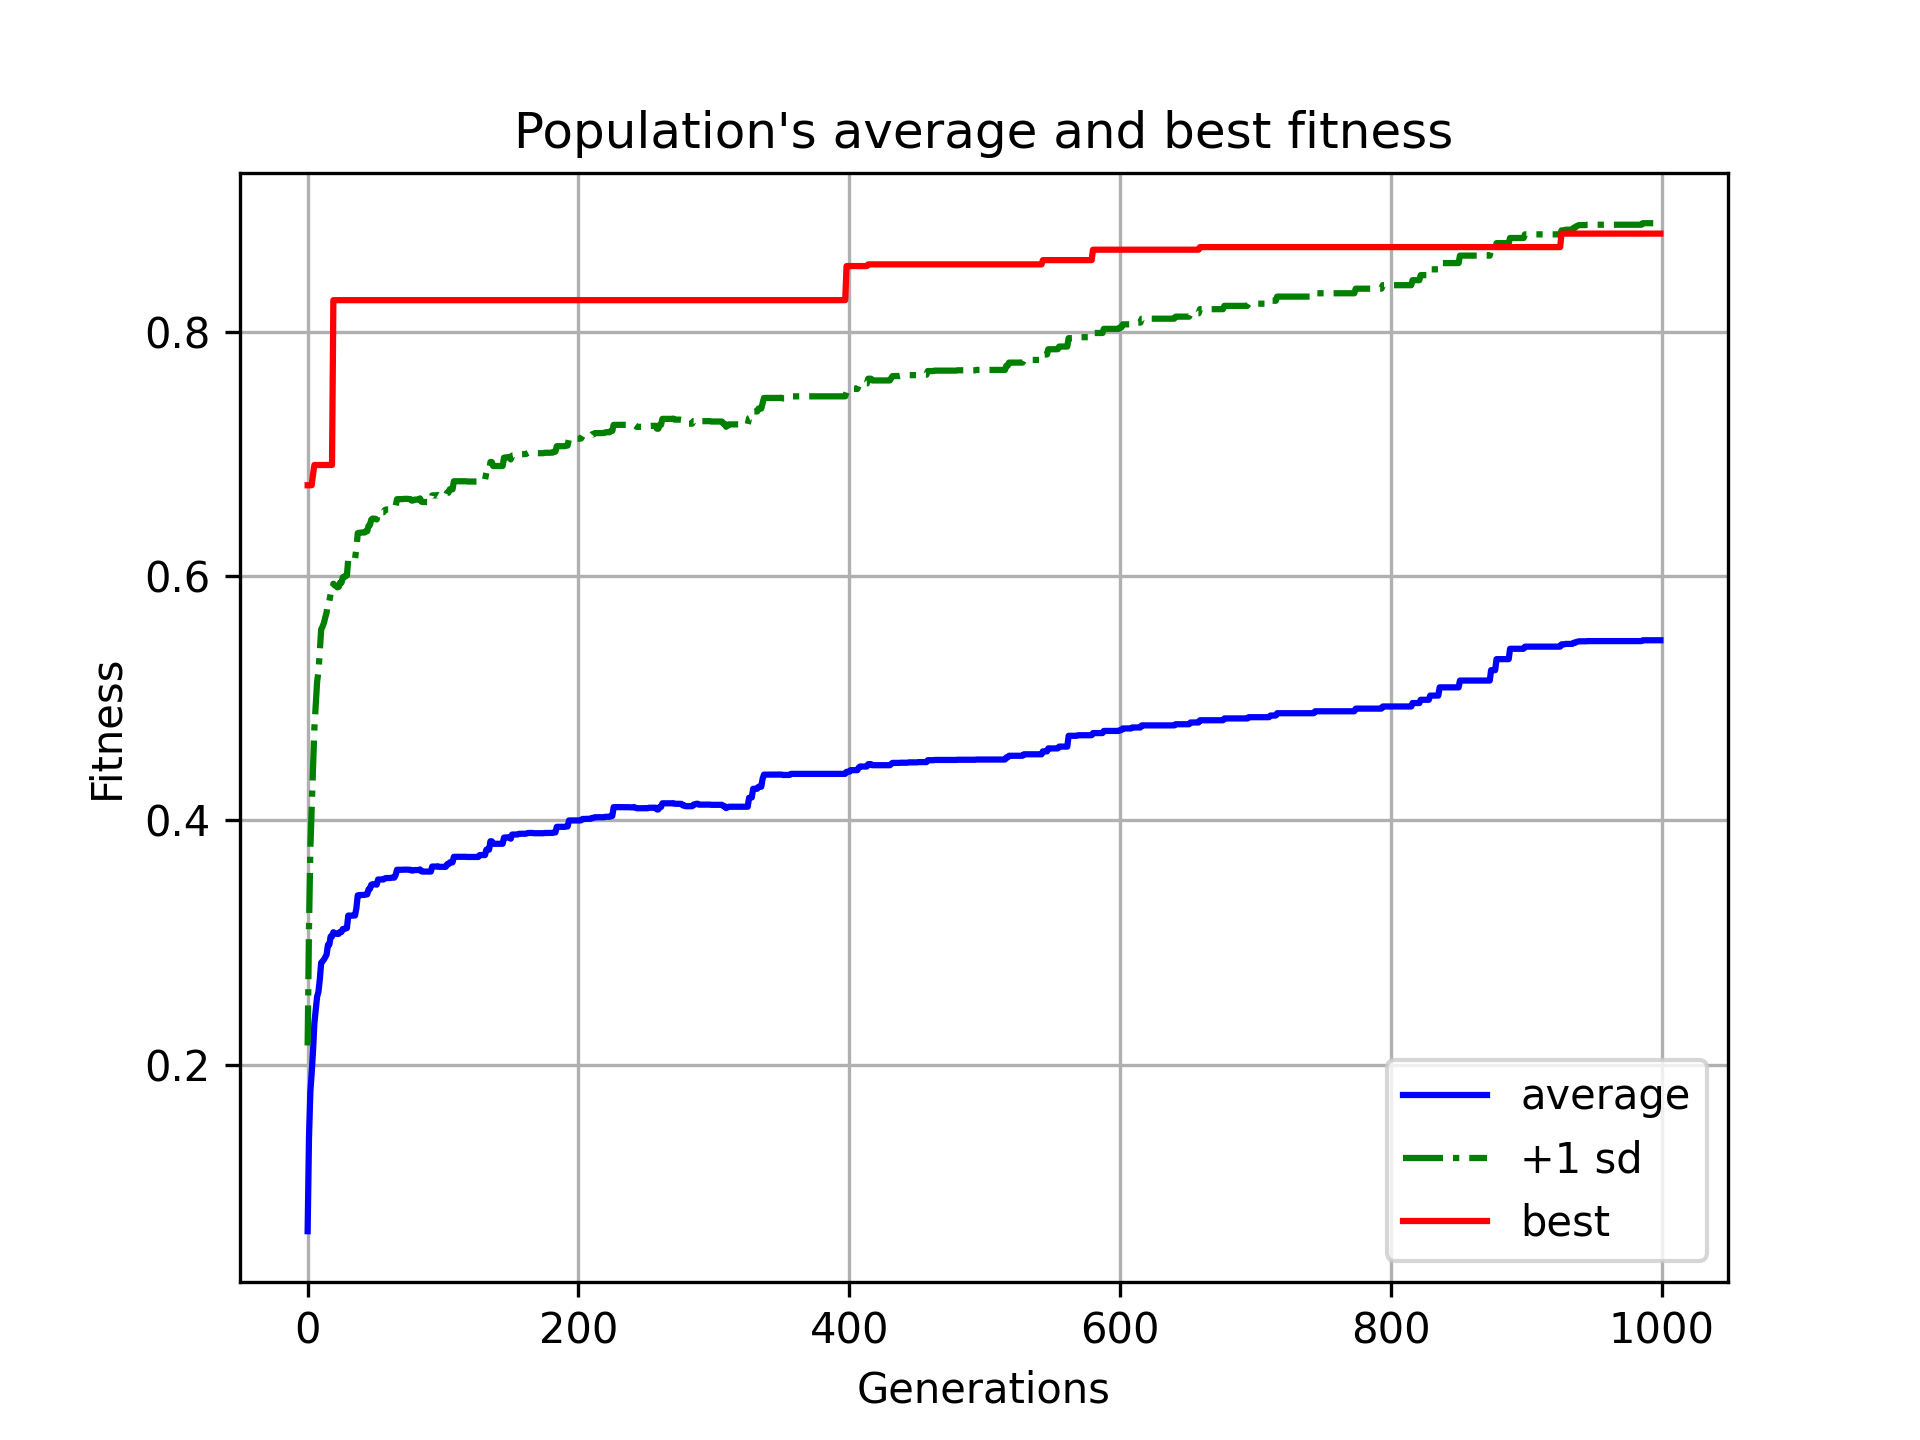 Population's average and best fitness
Fitness
0.8
0.6
0.4
0.2
0 200 400 600 800 1000
Generations
average
+1 sd
best